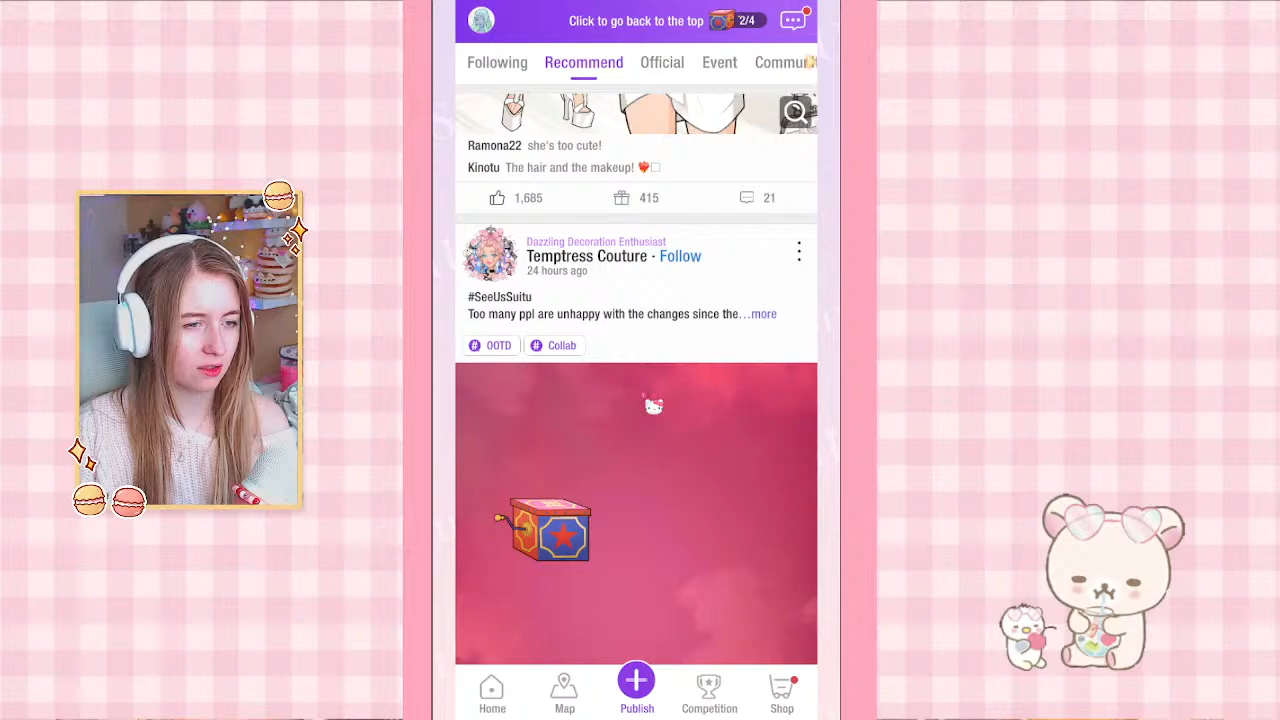 Click to go back to the top
2/4
Following Recommend Official Event
Ramona22 she's too cute!
Kinotu The hair and the makeup!
1,685 415 21
Dazzling Decoration Enthusiast
Temptress Couture · Follow
24 hours ago
#SeeUsSuitu
Too many ppl are unhappy with the changes since the...more
# OOTD # Collab
Home Map Publish Competition Shop